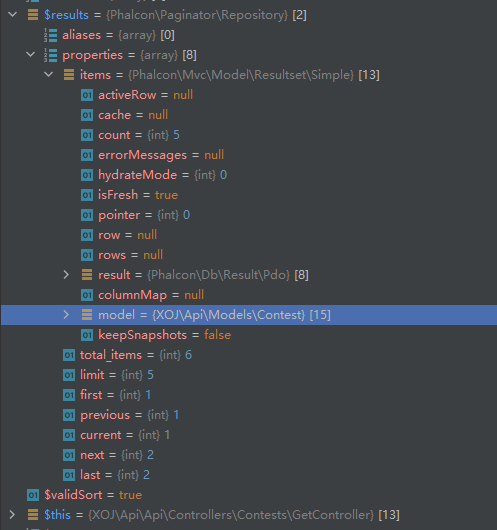 $results = {Phalcon\Paginator\Repository} [2]
aliases = {array} [0]
properties = {array} [8]
items = {Phalcon\Mvc\Model\Resultset\Simple} [13]
activeRow = null
cache = null
count = {int} 5
errorMessages = null
hydrateMode = {int} 0
isFresh = true
pointer = {int} 0
row = null
rows = null
result = {Phalcon\Db\Result\Pdo} [8]
columnMap = null
model = {XOJ\Api\Models\Contest} [15]
keepSnapshots = false
total_items = {int} 6
limit = {int} 5
first = {int} 1
previous = {int} 1
current = {int} 1
next = {int} 2
last = {int} 2
$validSort = true
$this = {XOJ\Api\Api\Controllers\Contests\GetController} [13]